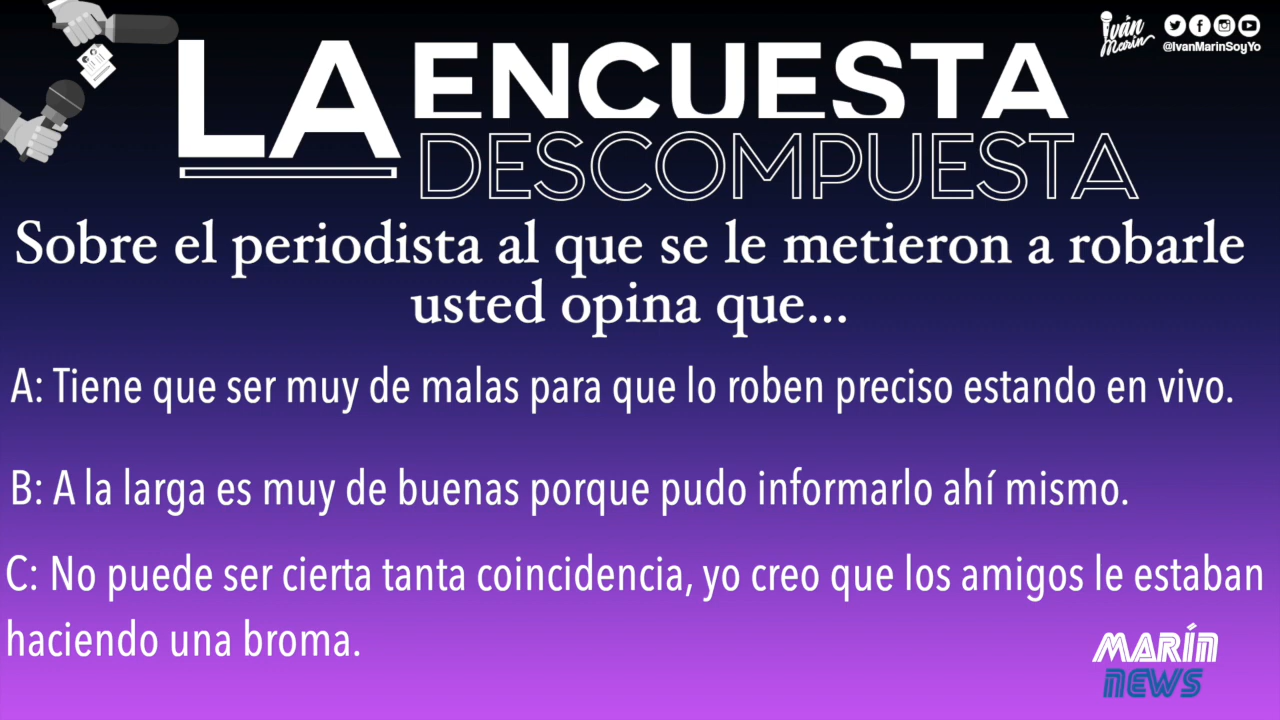 Iván
Marín
@IvanMarinSoyYo
LA ENCUESTA
DESCOMPUESTA
Sobre el periodista al que se le metieron a robarle
usted opina que...
A: Tiene que ser muy de malas para que lo roben preciso estando en vivo.
B: A la larga es muy de buenas porque pudo informarlo ahí mismo.
C: No puede ser cierta tanta coincidencia, yo creo que los amigos le estaban
haciendo una broma.
MARÍN
NEWS